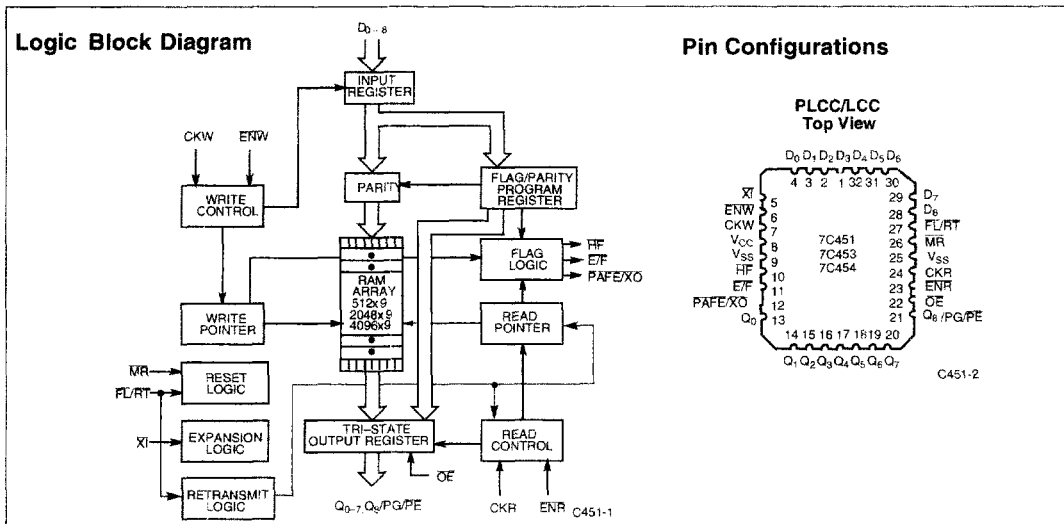 Logic Block Diagram
D0–8
INPUT
REGISTER
CKW
ENW
WRITE
CONTROL
PARITY
FLAG/PARITY
PROGRAM
REGISTER
FLAG
LOGIC
HF
E/F
PAFE/XO
RAM
ARRAY
512x9
2048x9
4096x9
WRITE
POINTER
READ
POINTER
MR
FL/RT
RESET
LOGIC
XI
EXPANSION
LOGIC
RETRANSMIT
LOGIC
TRI–STATE
OUTPUT REGISTER
READ
CONTROL
OE
Q0–7, Q8/PG/PE
CKR
ENR
C451-1
Pin Configurations
PLCC/LCC
Top View
D0 D1 D2 D3 D4 D5 D6
4 3 2 1 32 31 30
XI 5
ENW 6
CKW 7
VCC 8
VSS 9
HF 10
E/F 11
PAFE/XO 12
Q0 13
7C451
7C453
7C454
29 D7
28 D8
27 FL/RT
26 MR
25 VSS
24 CKR
23 ENR
22 OE
21 Q8/PG/PE
14 15 16 17 18 19 20
Q1 Q2 Q3 Q4 Q5 Q6 Q7
C451-2